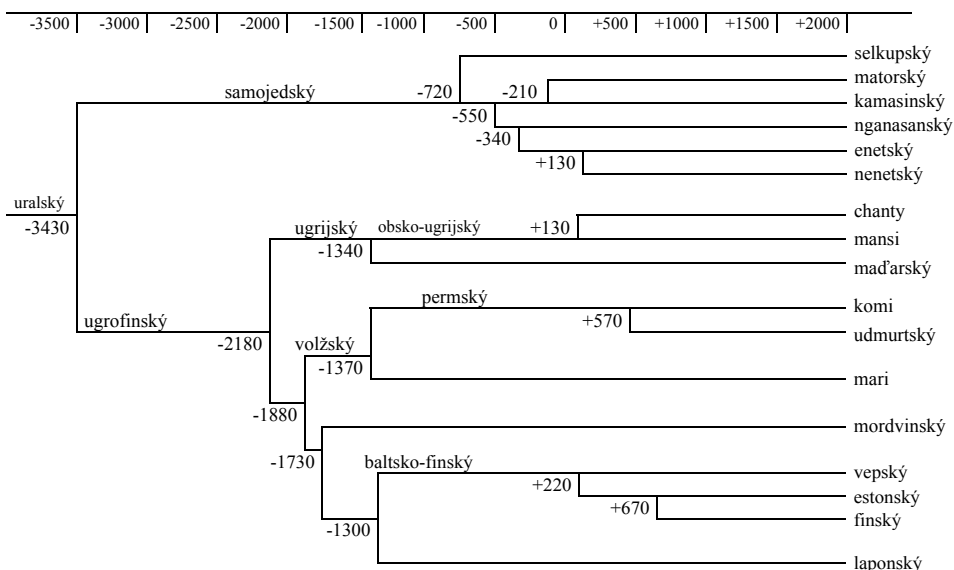 -3500 -3000 -2500 -2000 -1500 -1000 -500 0 +500 +1000 +1500 +2000
selkupský
matorský
samojedský -720 -210
kamasinský
-550
nganasanský
-340
enetský
+130
nenetský
uralský
-3430
chanty
ugrijský obsko-ugrijský +130
mansi
-1340
maďarský
permský
komi
ugrofinský +570
udmurtský
-2180 volžský
-1370
mari
-1880
mordvinský
-1730 baltsko-finský
vepský
+220
estonský
+670
finský
-1300
laponský